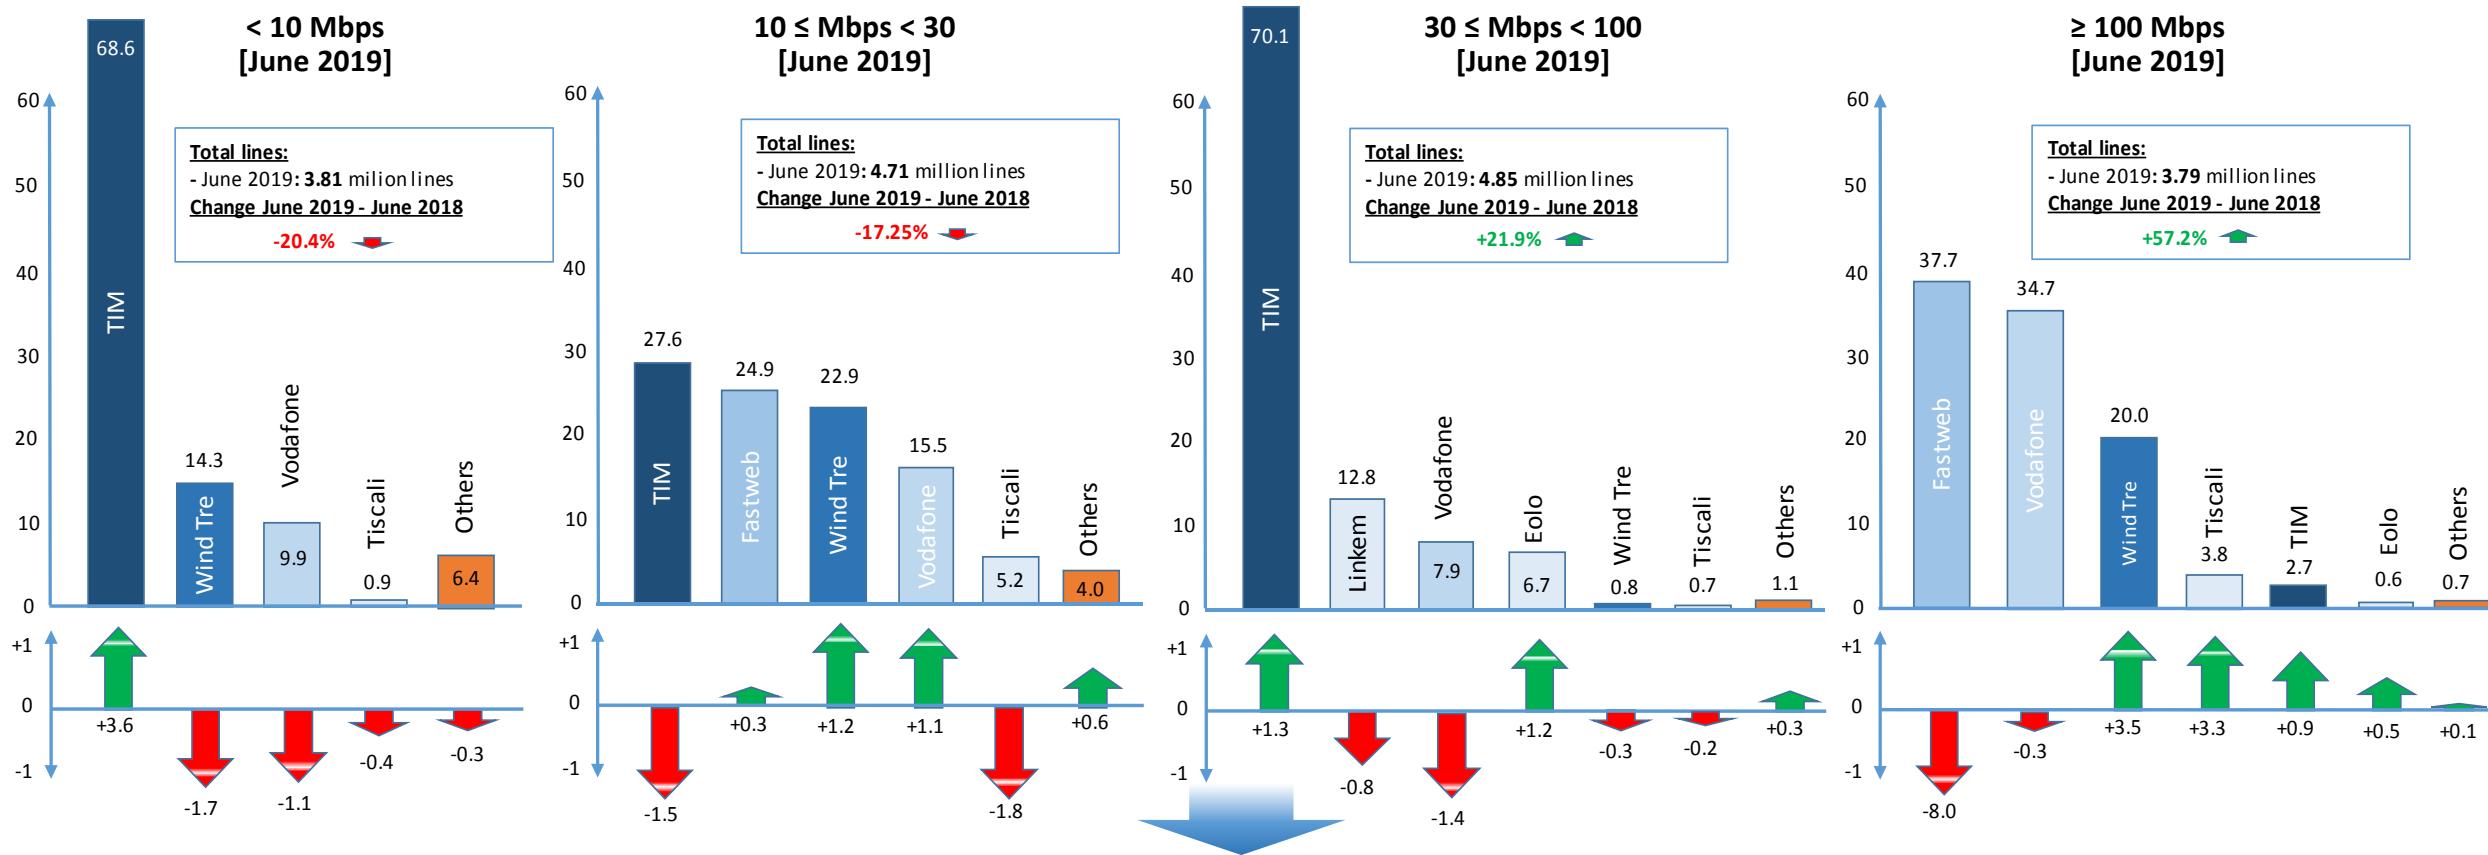 < 10 Mbps
[June 2019]
68.6
60
50
40
30
20
10
0
Total lines:
- June 2019: 3.81 milion lines
Change June 2019 - June 2018
-20.4%
TIM
14.3
Wind Tre
Vodafone
9.9
Tiscali
0.9
Others
6.4
+1
0
-1
+3.6
-1.7
-1.1
-0.4
-0.3
10 ≤ Mbps < 30
[June 2019]
60
50
40
30
20
10
0
Total lines:
- June 2019: 4.71 million lines
Change June 2019 - June 2018
-17.25%
27.6
TIM
24.9
Fastweb
22.9
Wind Tre
15.5
Vodafone
Tiscali
5.2
Others
4.0
+1
0
-1
-1.5
+0.3
+1.2
+1.1
-1.8
+0.6
30 ≤ Mbps < 100
[June 2019]
70.1
60
50
40
30
20
10
0
Total lines:
- June 2019: 4.85 million lines
Change June 2019 - June 2018
+21.9%
TIM
12.8
Linkem
Vodafone
7.9
Eolo
6.7
Wind Tre
0.8
Tiscali
0.7
Others
1.1
+1
0
-1
+1.3
-0.8
-1.4
+1.2
-0.3
-0.2
+0.3
≥ 100 Mbps
[June 2019]
60
50
40
30
20
10
0
Total lines:
- June 2019: 3.79 million lines
Change June 2019 - June 2018
+57.2%
37.7
Fastweb
34.7
Vodafone
20.0
Wind Tre
Tiscali
3.8
TIM
2.7
Eolo
0.6
Others
0.7
+1
0
-1
-8.0
-0.3
+3.5
+3.3
+0.9
+0.5
+0.1